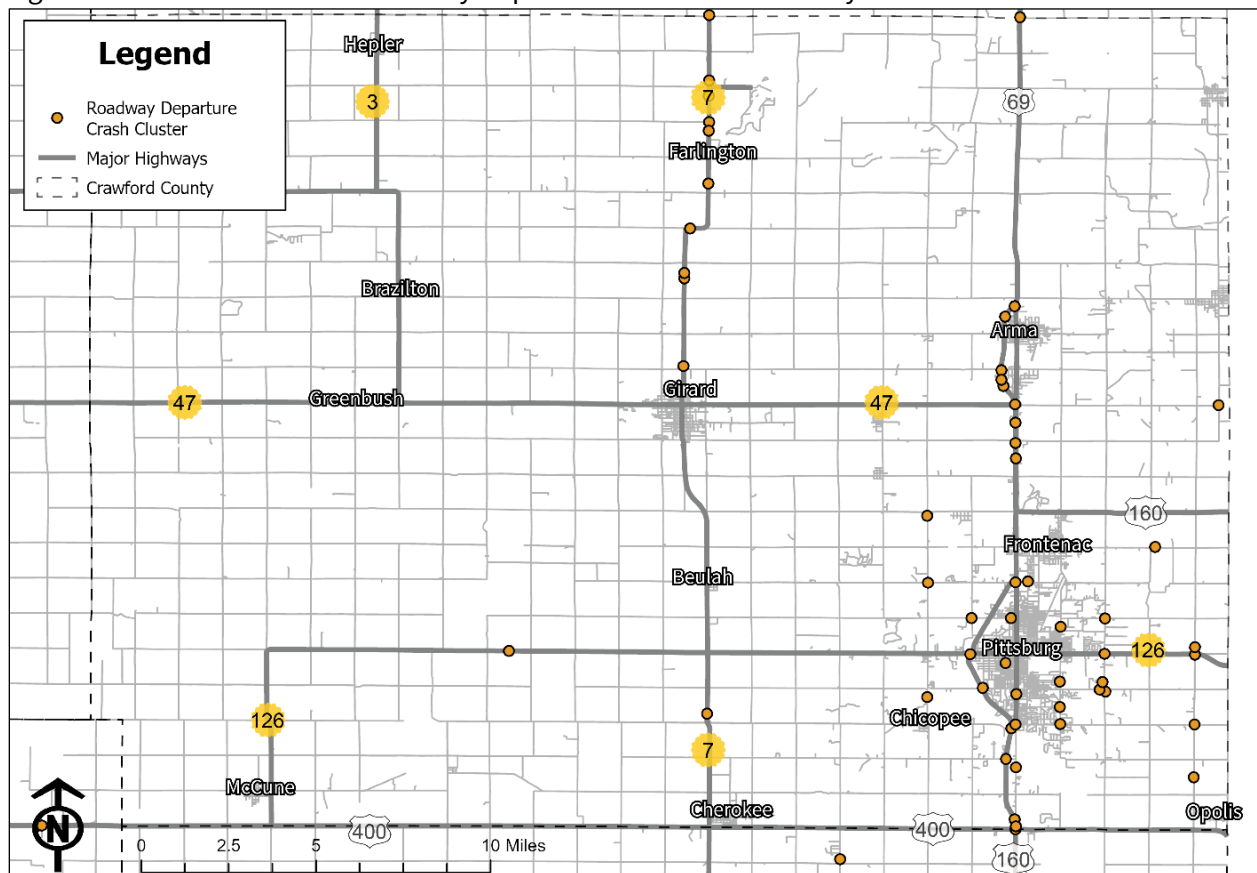 Legend
Roadway Departure
Crash Cluster
Major Highways
Crawford County
Hepler
3
7
69
Farlington
Brazilton
Arma
Girard
Greenbush
47
47
160
Frontenac
Beulah
Pittsburg
126
Chicopee
126
7
McCune
Cherokee
Opolis
N
400
400
160
0 2.5 5 10 Miles